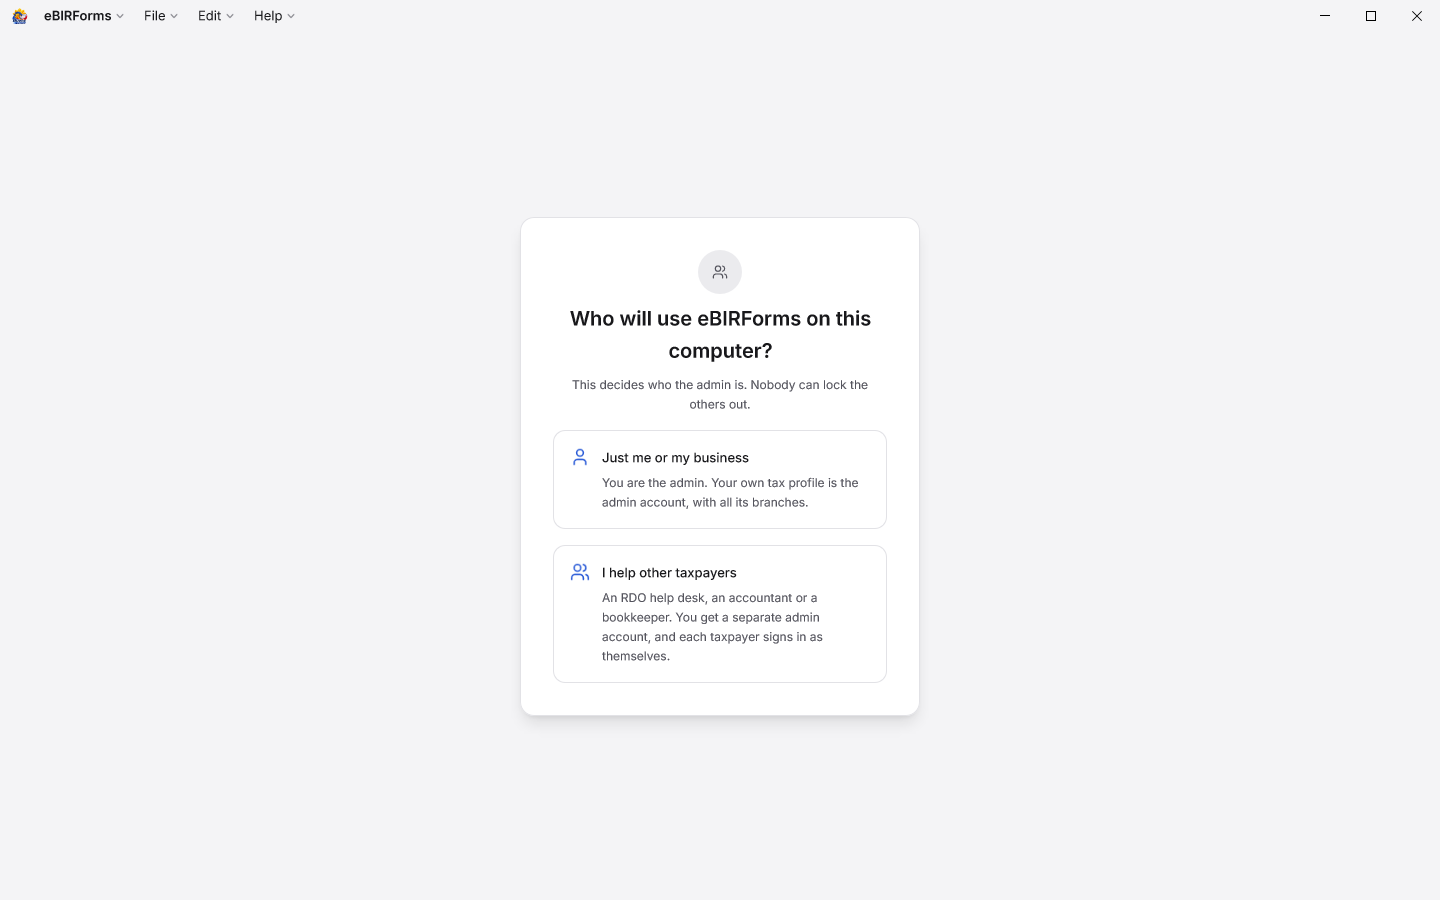 eBIRForms File Edit Help
Who will use eBIRForms on this
computer?
This decides who the admin is. Nobody can lock the
others out.
Just me or my business
You are the admin. Your own tax profile is the
admin account, with all its branches.
I help other taxpayers
An RDO help desk, an accountant or a
bookkeeper. You get a separate admin
account, and each taxpayer signs in as
themselves.